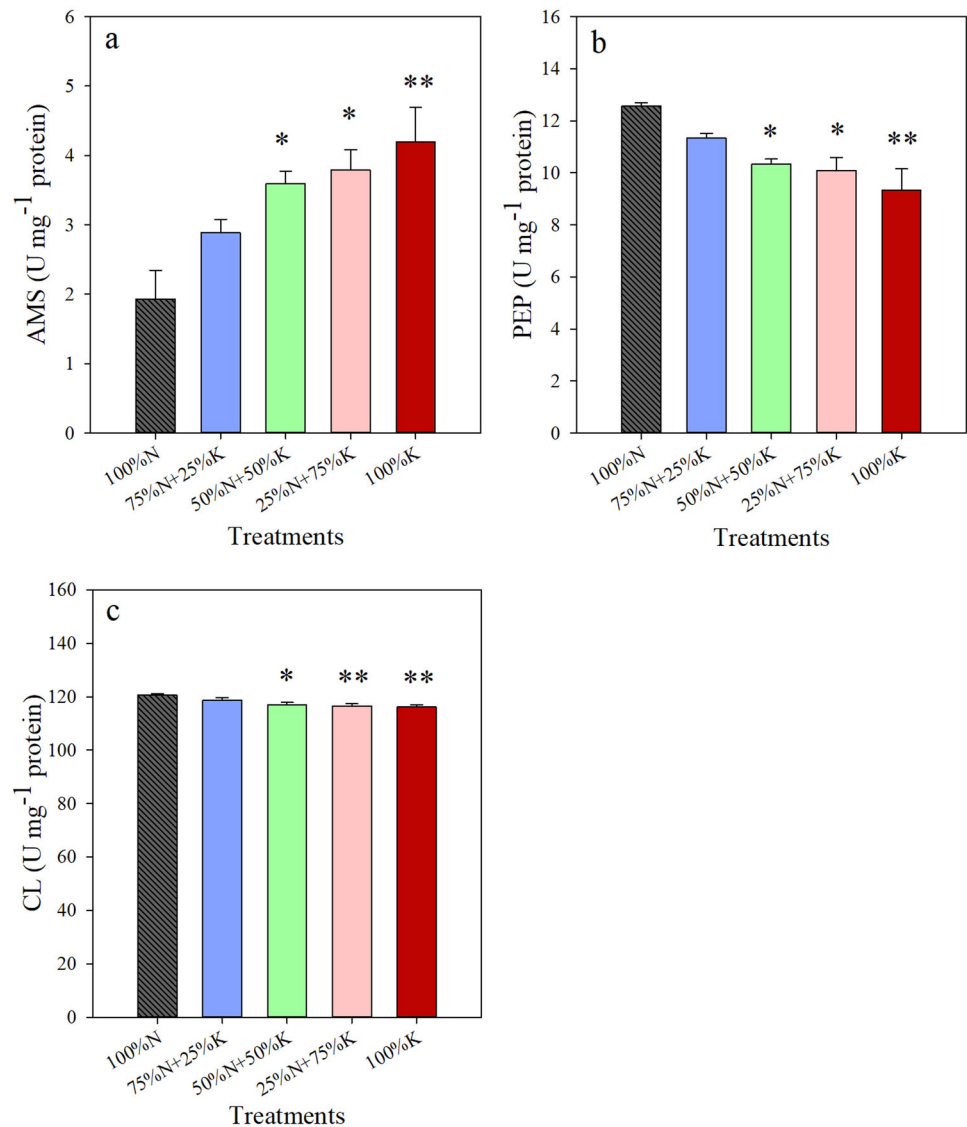 a
AMS (U mg-1 protein)
6
5
4
3
2
1
0
*
*
**
100%N
75%N+25%K
50%N+50%K
25%N+75%K
100%K
Treatments
b
PEP (U mg-1 protein)
16
14
12
10
8
6
4
2
0
*
*
**
100%N
75%N+25%K
50%N+50%K
25%N+75%K
100%K
Treatments
c
CL (U mg-1 protein)
160
140
120
100
80
60
40
20
0
*
**
**
100%N
75%N+25%K
50%N+50%K
25%N+75%K
100%K
Treatments